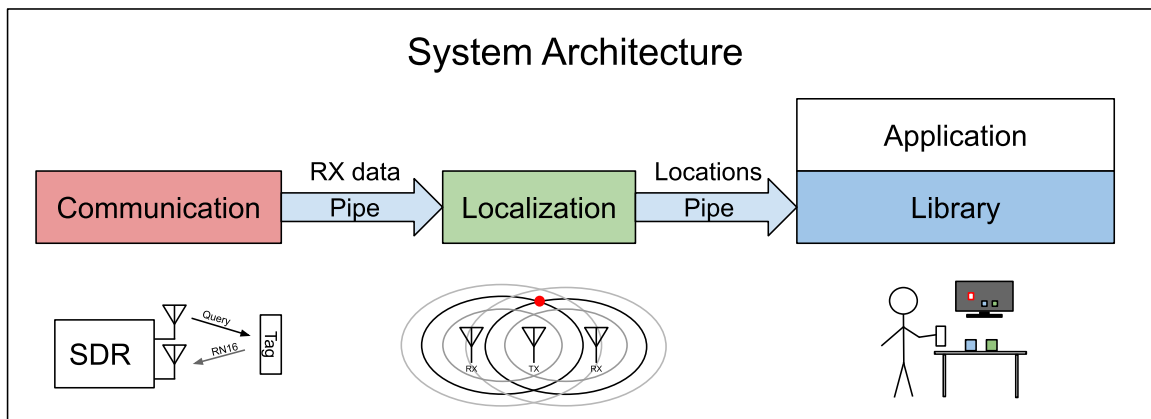 System Architecture
Application
RX data
Locations
Communication
Pipe
Localization
Pipe
Library
Query
SDR
Tag
RN16
RX
TX
RX